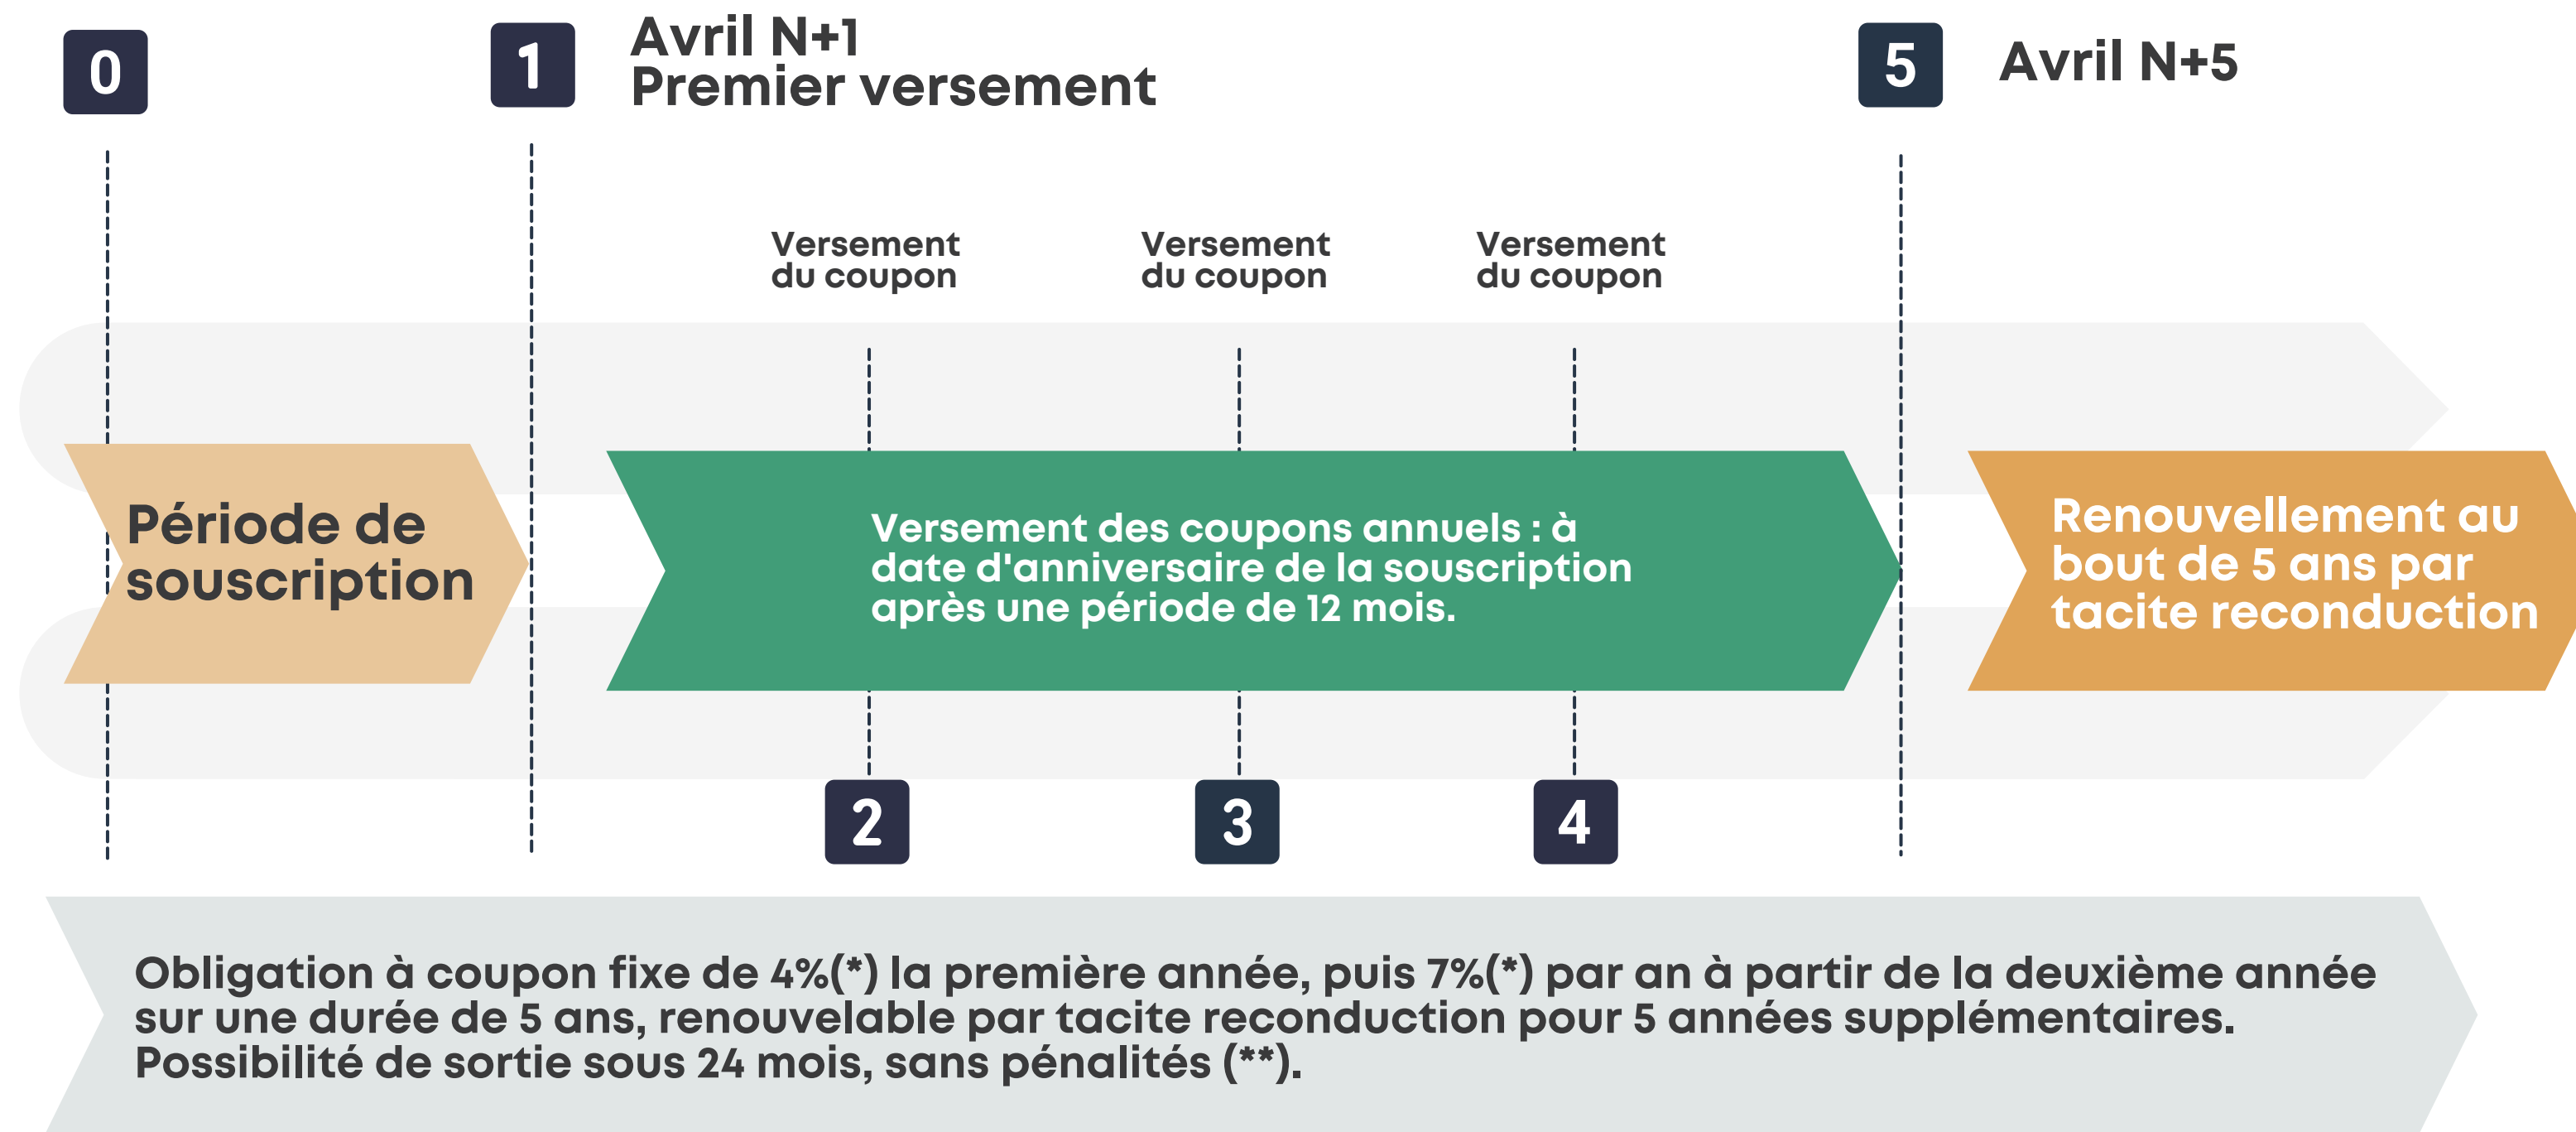 0
1
Avril N+1
Premier versement
5
Avril N+5
Versement
du coupon
Versement
du coupon
Versement
du coupon
Période de
souscription
Versement des coupons annuels : à
date d'anniversaire de la souscription
après une période de 12 mois.
Renouvellement au
bout de 5 ans par
tacite reconduction
2
3
4
Obligation à coupon fixe de 4%(*) la première année, puis 7%(*) par an à partir de la deuxième année
sur une durée de 5 ans, renouvelable par tacite reconduction pour 5 années supplémentaires.
Possibilité de sortie sous 24 mois, sans pénalités (**).